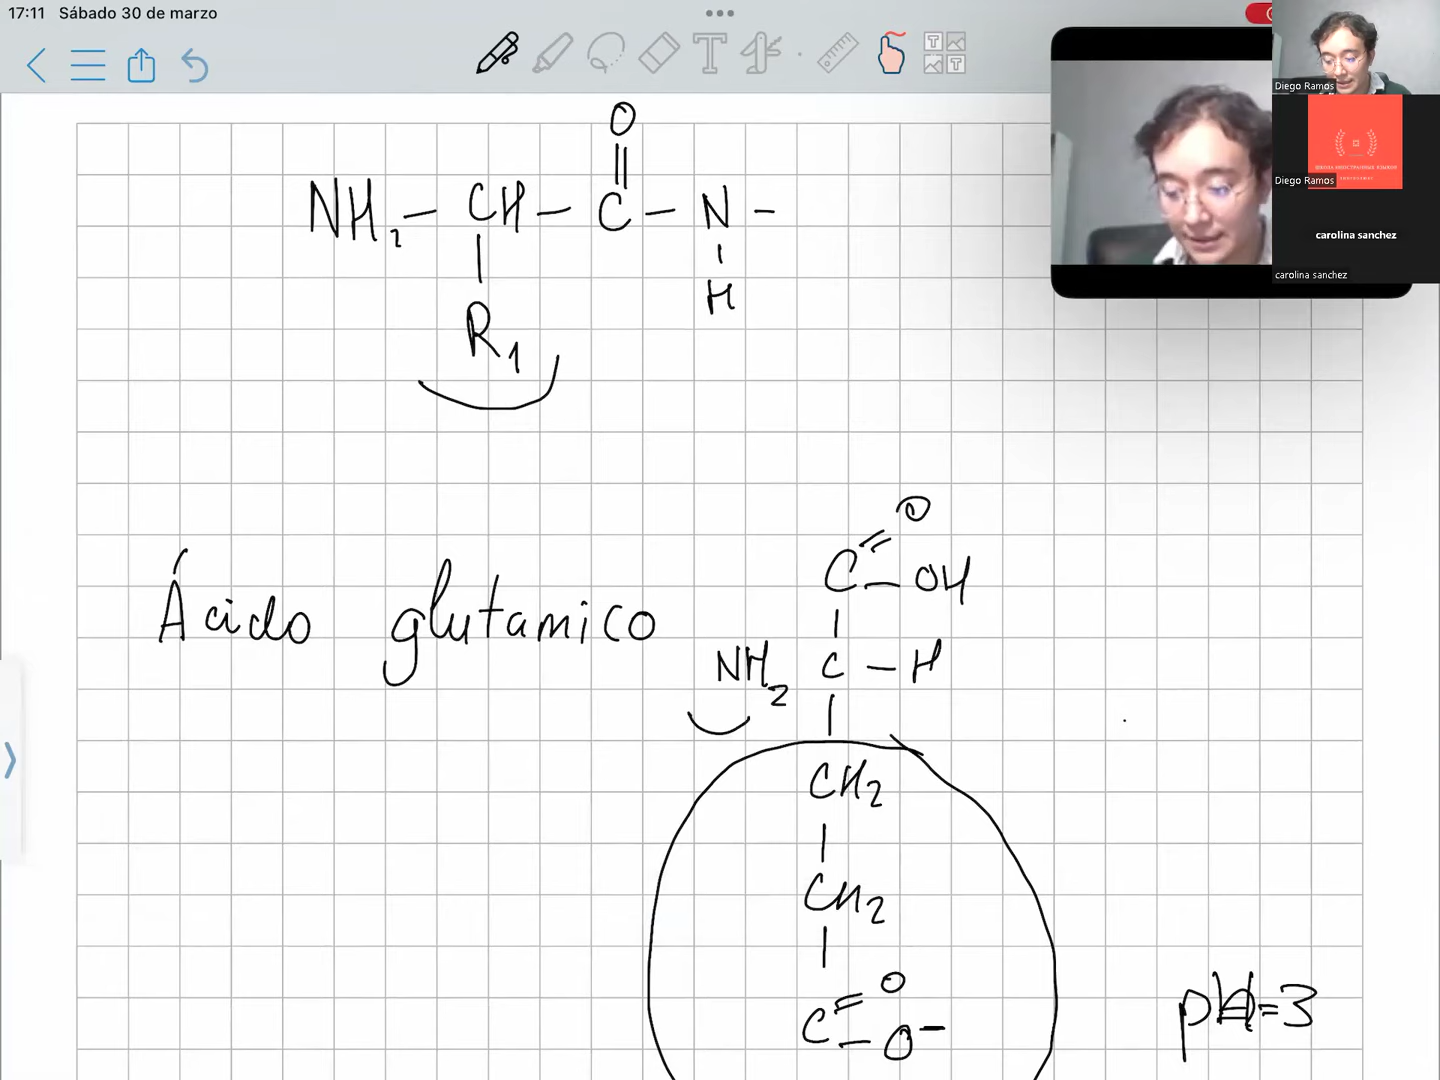 17:11 Sábado 30 de marzo
Diego Ramos
Diego Ramos
carolina sanchez
carolina sanchez
O
NH2 – CH – C – N –
H
R1
Ácido glutamico
O
C – OH
NH2 C – H
CH2
CH2
O
C – O−
pH=3